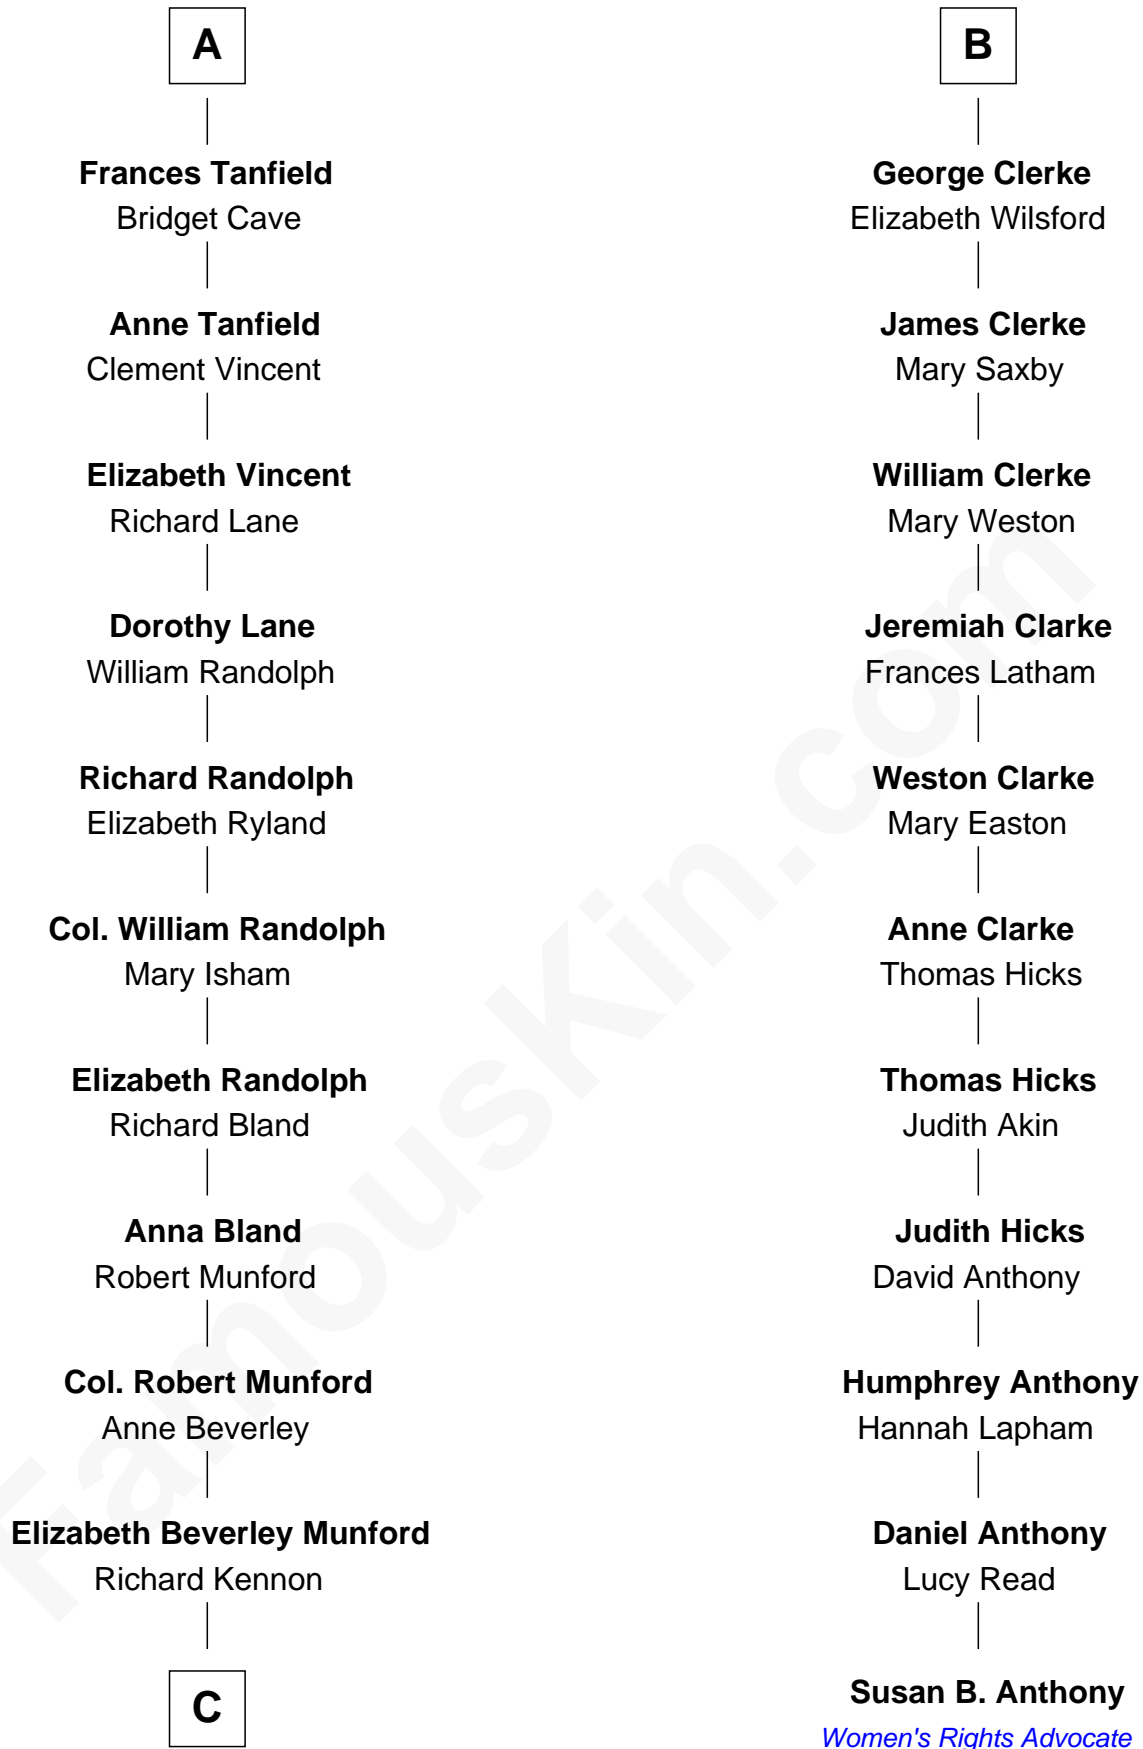 A
Frances Tanfield
Bridget Cave
Anne Tanfield
Clement Vincent
Elizabeth Vincent
Richard Lane
Dorothy Lane
William Randolph
Richard Randolph
Elizabeth Ryland
Col. William Randolph
Mary Isham
Elizabeth Randolph
Richard Bland
Anna Bland
Robert Munford
Col. Robert Munford
Anne Beverley
Elizabeth Beverley Munford
Richard Kennon
C
B
George Clerke
Elizabeth Wilsford
James Clerke
Mary Saxby
William Clerke
Mary Weston
Jeremiah Clarke
Frances Latham
Weston Clarke
Mary Easton
Anne Clarke
Thomas Hicks
Thomas Hicks
Judith Akin
Judith Hicks
David Anthony
Humphrey Anthony
Hannah Lapham
Daniel Anthony
Lucy Read
Susan B. Anthony
Women's Rights Advocate
FamousKin.com